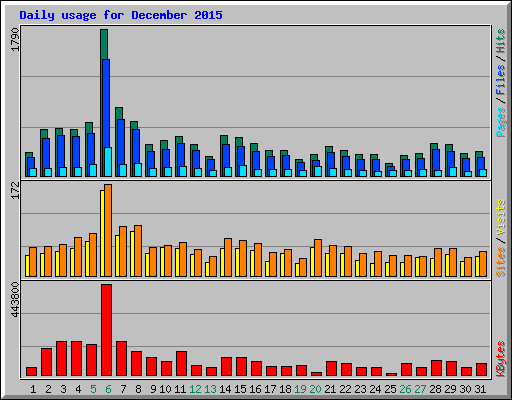 Daily usage for December 2015
1790
Pages / Files / Hits
172
Sites / Visits
443800
KBytes
1 2 3 4 5 6 7 8 9 10 11 12 13 14 15 16 17 18 19 20 21 22 23 24 25 26 27 28 29 30 31